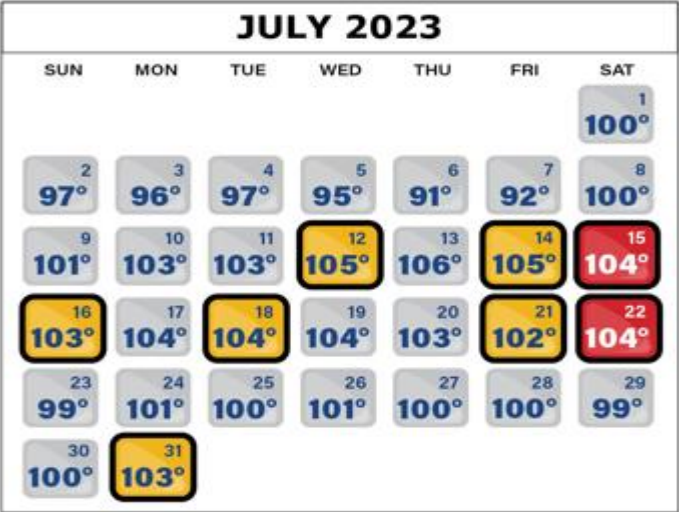 JULY 2023
SUN MON TUE WED THU FRI SAT
1
100°
2 3 4 5 6 7 8
97° 96° 97° 95° 91° 92° 100°
9 10 11 12 13 14 15
101° 103° 103° 105° 106° 105° 104°
16 17 18 19 20 21 22
103° 104° 104° 104° 103° 102° 104°
23 24 25 26 27 28 29
99° 101° 100° 101° 100° 100° 99°
30 31
100° 103°